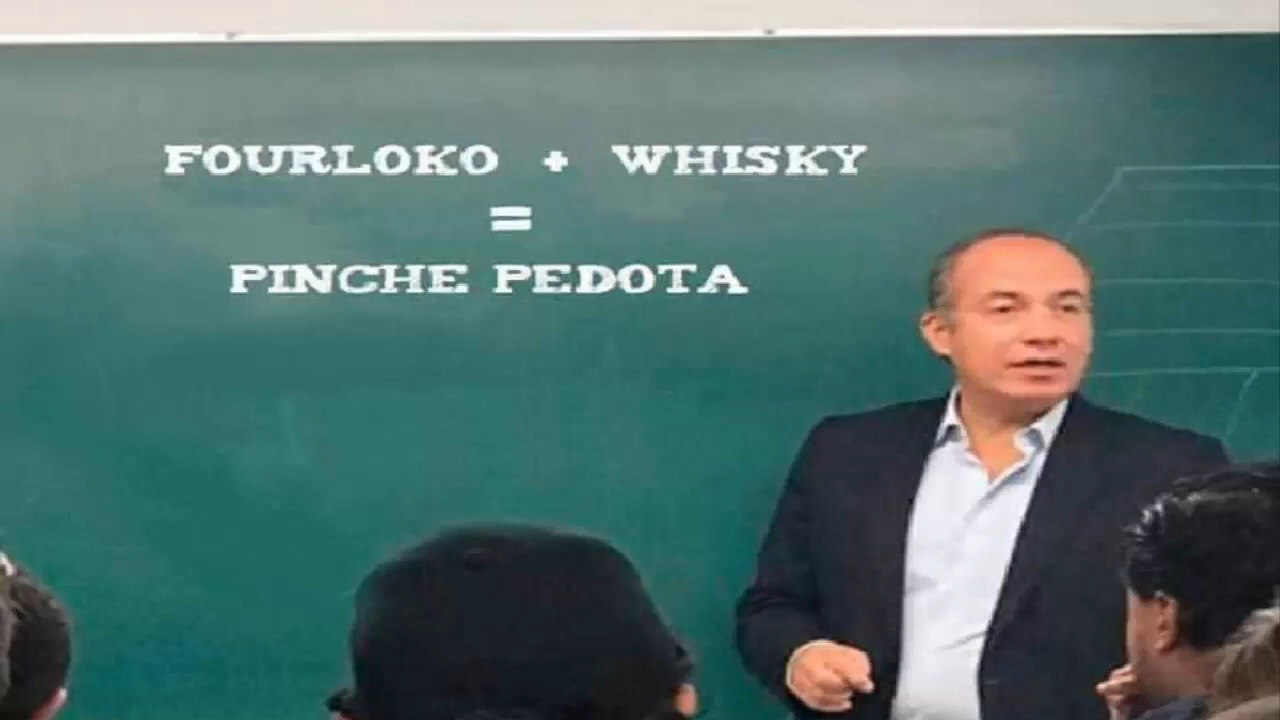 FOURLOKO + WHISKY
=
PINCHE PEDOTA